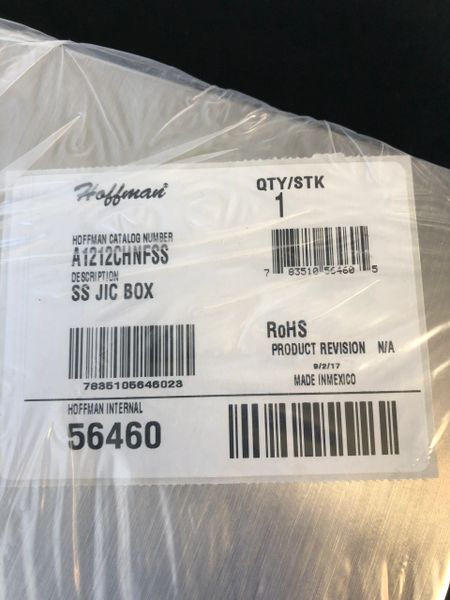 Hoffman®
QTY/STK
1
HOFFMAN CATALOG NUMBER
A1212CHNFSS
DESCRIPTION
SS JIC BOX
7 83510 56460 5
7835105646023
RoHS
PRODUCT REVISION N/A
9/2/17
MADE INMEXICO
HOFFMAN INTERNAL
56460